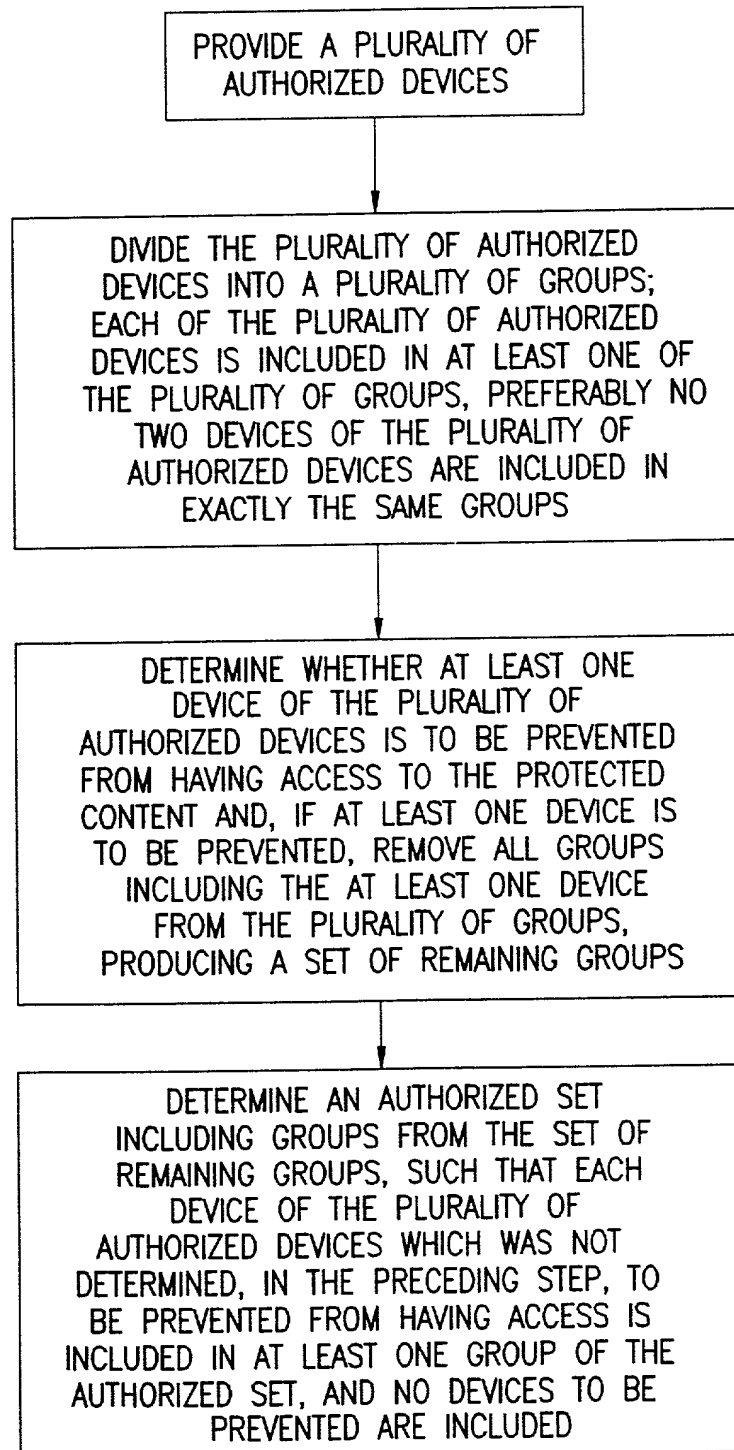 PROVIDE A PLURALITY OF
AUTHORIZED DEVICES
DIVIDE THE PLURALITY OF AUTHORIZED
DEVICES INTO A PLURALITY OF GROUPS;
EACH OF THE PLURALITY OF AUTHORIZED
DEVICES IS INCLUDED IN AT LEAST ONE OF
THE PLURALITY OF GROUPS, PREFERABLY NO
TWO DEVICES OF THE PLURALITY OF
AUTHORIZED DEVICES ARE INCLUDED IN
EXACTLY THE SAME GROUPS
DETERMINE WHETHER AT LEAST ONE
DEVICE OF THE PLURALITY OF
AUTHORIZED DEVICES IS TO BE PREVENTED
FROM HAVING ACCESS TO THE PROTECTED
CONTENT AND, IF AT LEAST ONE DEVICE IS
TO BE PREVENTED, REMOVE ALL GROUPS
INCLUDING THE AT LEAST ONE DEVICE
FROM THE PLURALITY OF GROUPS,
PRODUCING A SET OF REMAINING GROUPS
DETERMINE AN AUTHORIZED SET
INCLUDING GROUPS FROM THE SET OF
REMAINING GROUPS, SUCH THAT EACH
DEVICE OF THE PLURALITY OF
AUTHORIZED DEVICES WHICH WAS NOT
DETERMINED, IN THE PRECEDING STEP, TO
BE PREVENTED FROM HAVING ACCESS IS
INCLUDED IN AT LEAST ONE GROUP OF THE
AUTHORIZED SET, AND NO DEVICES TO BE
PREVENTED ARE INCLUDED